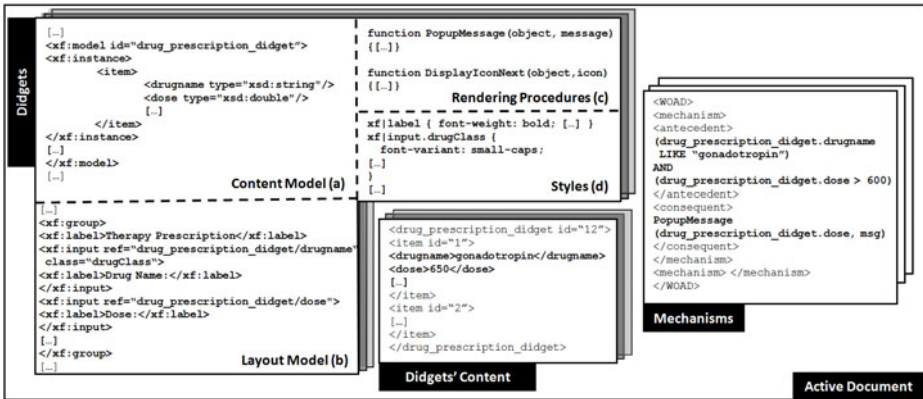 Didgets
[...]
<xf:model id="drug_prescription_didget">
<xf:instance>
<item>
<drugname type="xsd:string"/>
<dose type="xsd:double"/>
[...]
</item>
</xf:instance>
[...]
</xf:model>
[...]
Content Model (a)
function PopupMessage(object, message)
{[...]}
function DisplayIconNext(object,icon)
{[...]}
Rendering Procedures (c)
xf|label { font-weight: bold; [...] }
xf|input.drugClass {
font-variant: small-caps;
[...]
}
[...]
Styles (d)
[...]
<xf:group>
<xf:label>Therapy Prescription</xf:label>
<xf:input ref="drug_prescription_didget/drugname"
class="drugClass">
<xf:label>Drug Name:</xf:label>
</xf:input>
<xf:input ref="drug_prescription_didget/dose">
<xf:label>Dose:</xf:label>
</xf:input>
[...]
</xf:group>
[...]
Layout Model (b)
<drug_prescription_didget id="12">
<item id="1">
<drugname>gonadotropin</drugname>
<dose>650</dose>
[...]
</item>
<item id="2">
[...]
</item>
</drug_prescription_didget>
Didgets' Content
<WOAD>
<mechanism>
<antecedent>
(drug_prescription_didget.drugname
LIKE "gonadotropin")
AND
(drug_prescription_didget.dose > 600)
</antecedent>
<consequent>
PopupMessage
(drug_prescription_didget.dose, msg)
</consequent>
</mechanism>
<mechanism> </mechanism>
</WOAD>
Mechanisms
Active Document